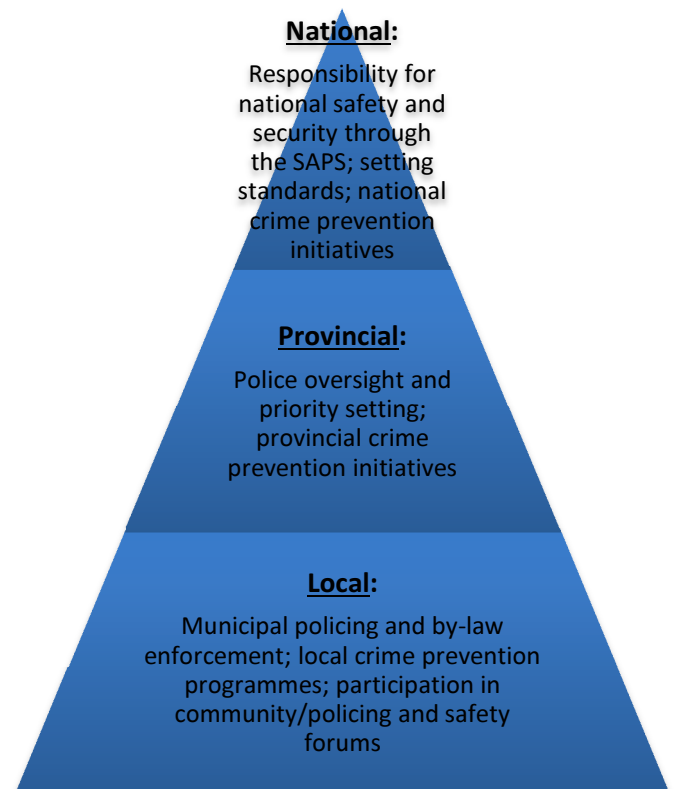 National:
Responsibility for
national safety and
security through
the SAPS; setting
standards; national
crime prevention
initiatives
Provincial:
Police oversight and
priority setting;
provincial crime
prevention initiatives
Local:
Municipal policing and by-law
enforcement; local crime prevention
programmes; participation in
community/policing and safety
forums